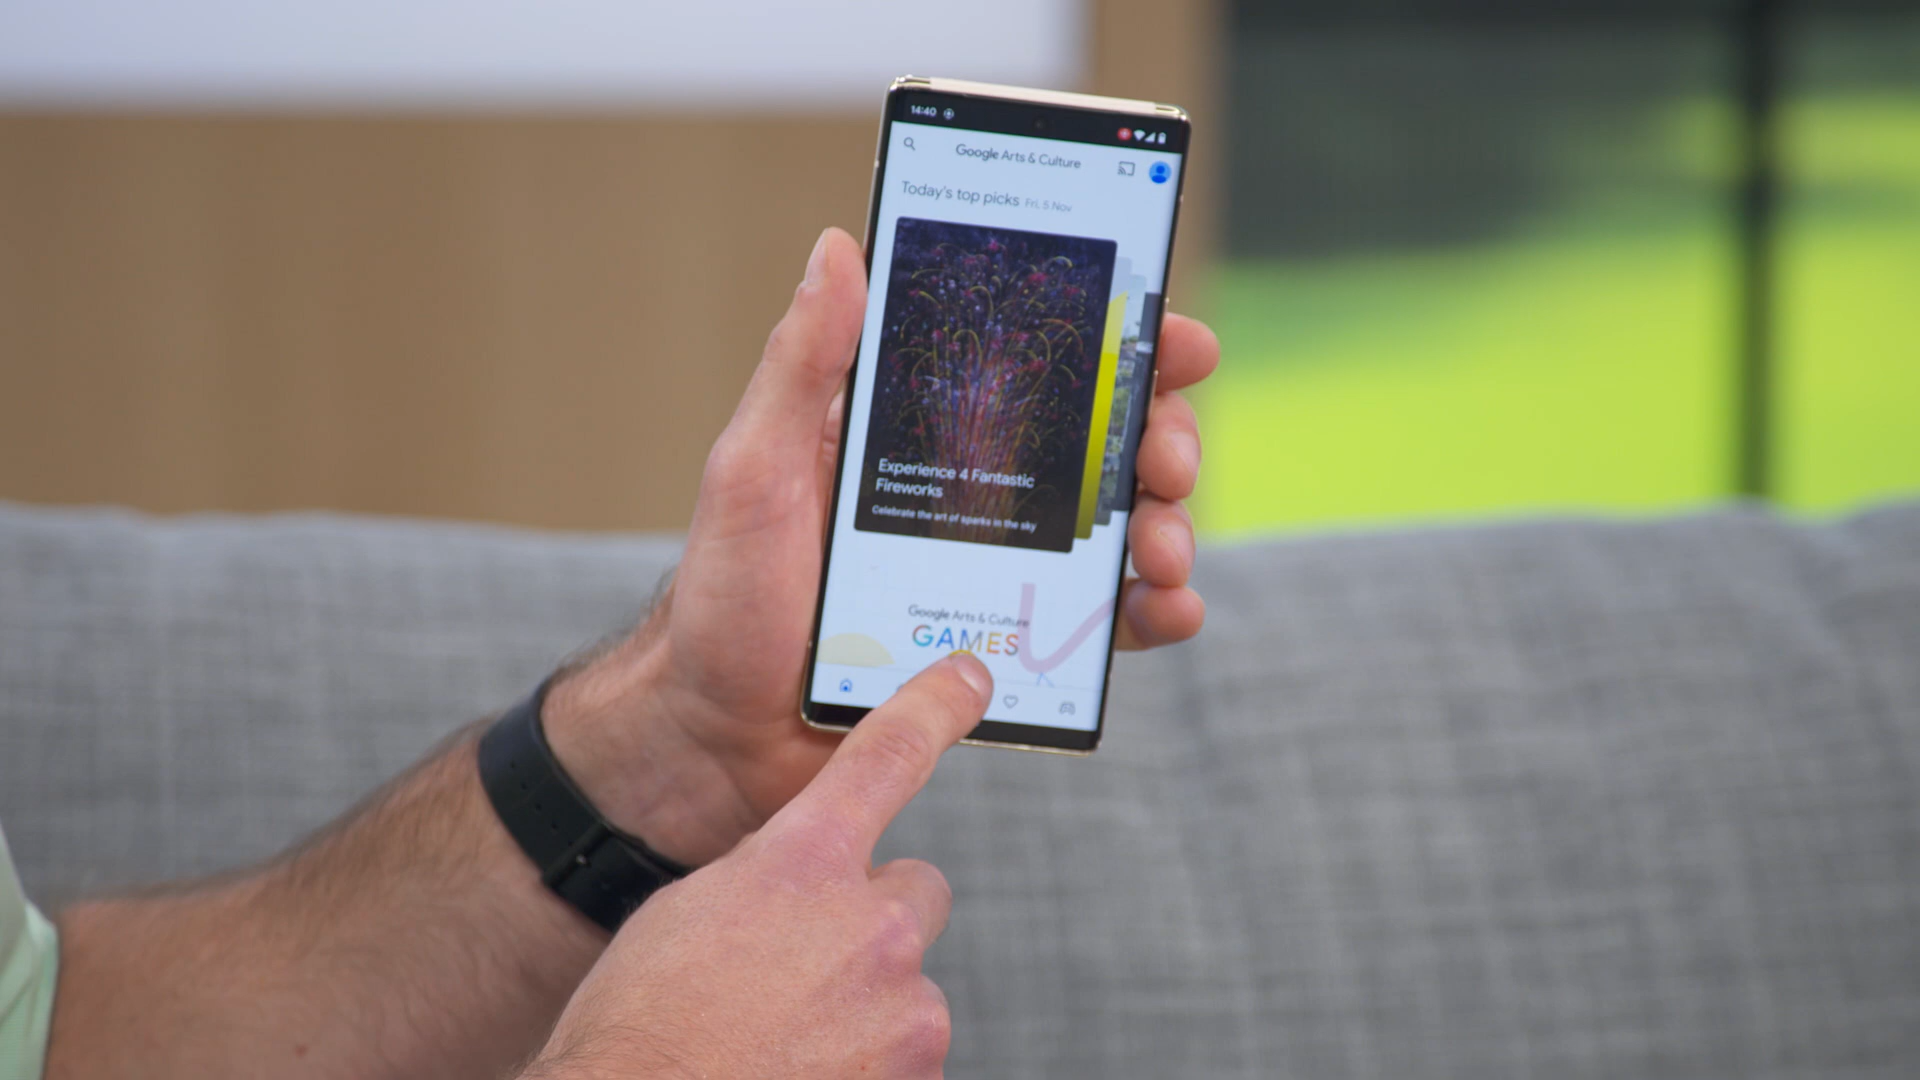 14:40
Google Arts & Culture
Today's top picks Fri, 5 Nov
Experience 4 Fantastic
Fireworks
Celebrate the art of sparks in the sky
Google Arts & Culture
GAMES